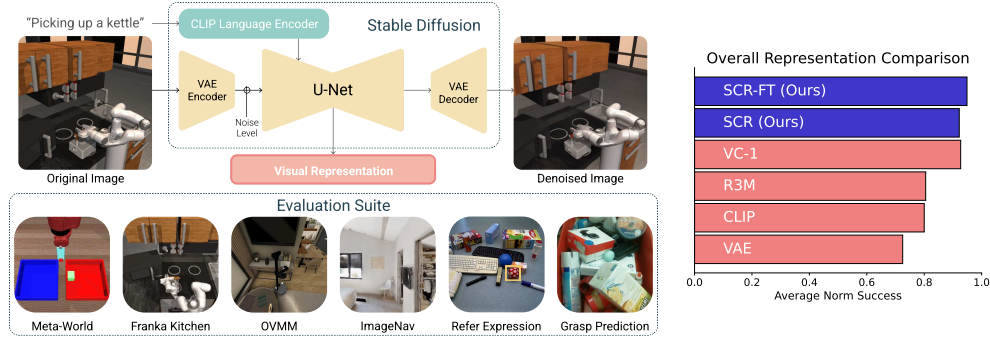 “Picking up a kettle”
CLIP Language Encoder
Stable Diffusion
VAE
Encoder
Noise
Level
U-Net
VAE
Decoder
Visual Representation
Original Image
Denoised Image
Evaluation Suite
Meta-World
Franka Kitchen
OVMM
ImageNav
Refer Expression
Grasp Prediction
Overall Representation Comparison
SCR-FT (Ours)
SCR (Ours)
VC-1
R3M
CLIP
VAE
0.0 0.2 0.4 0.6 0.8 1.0
Average Norm Success